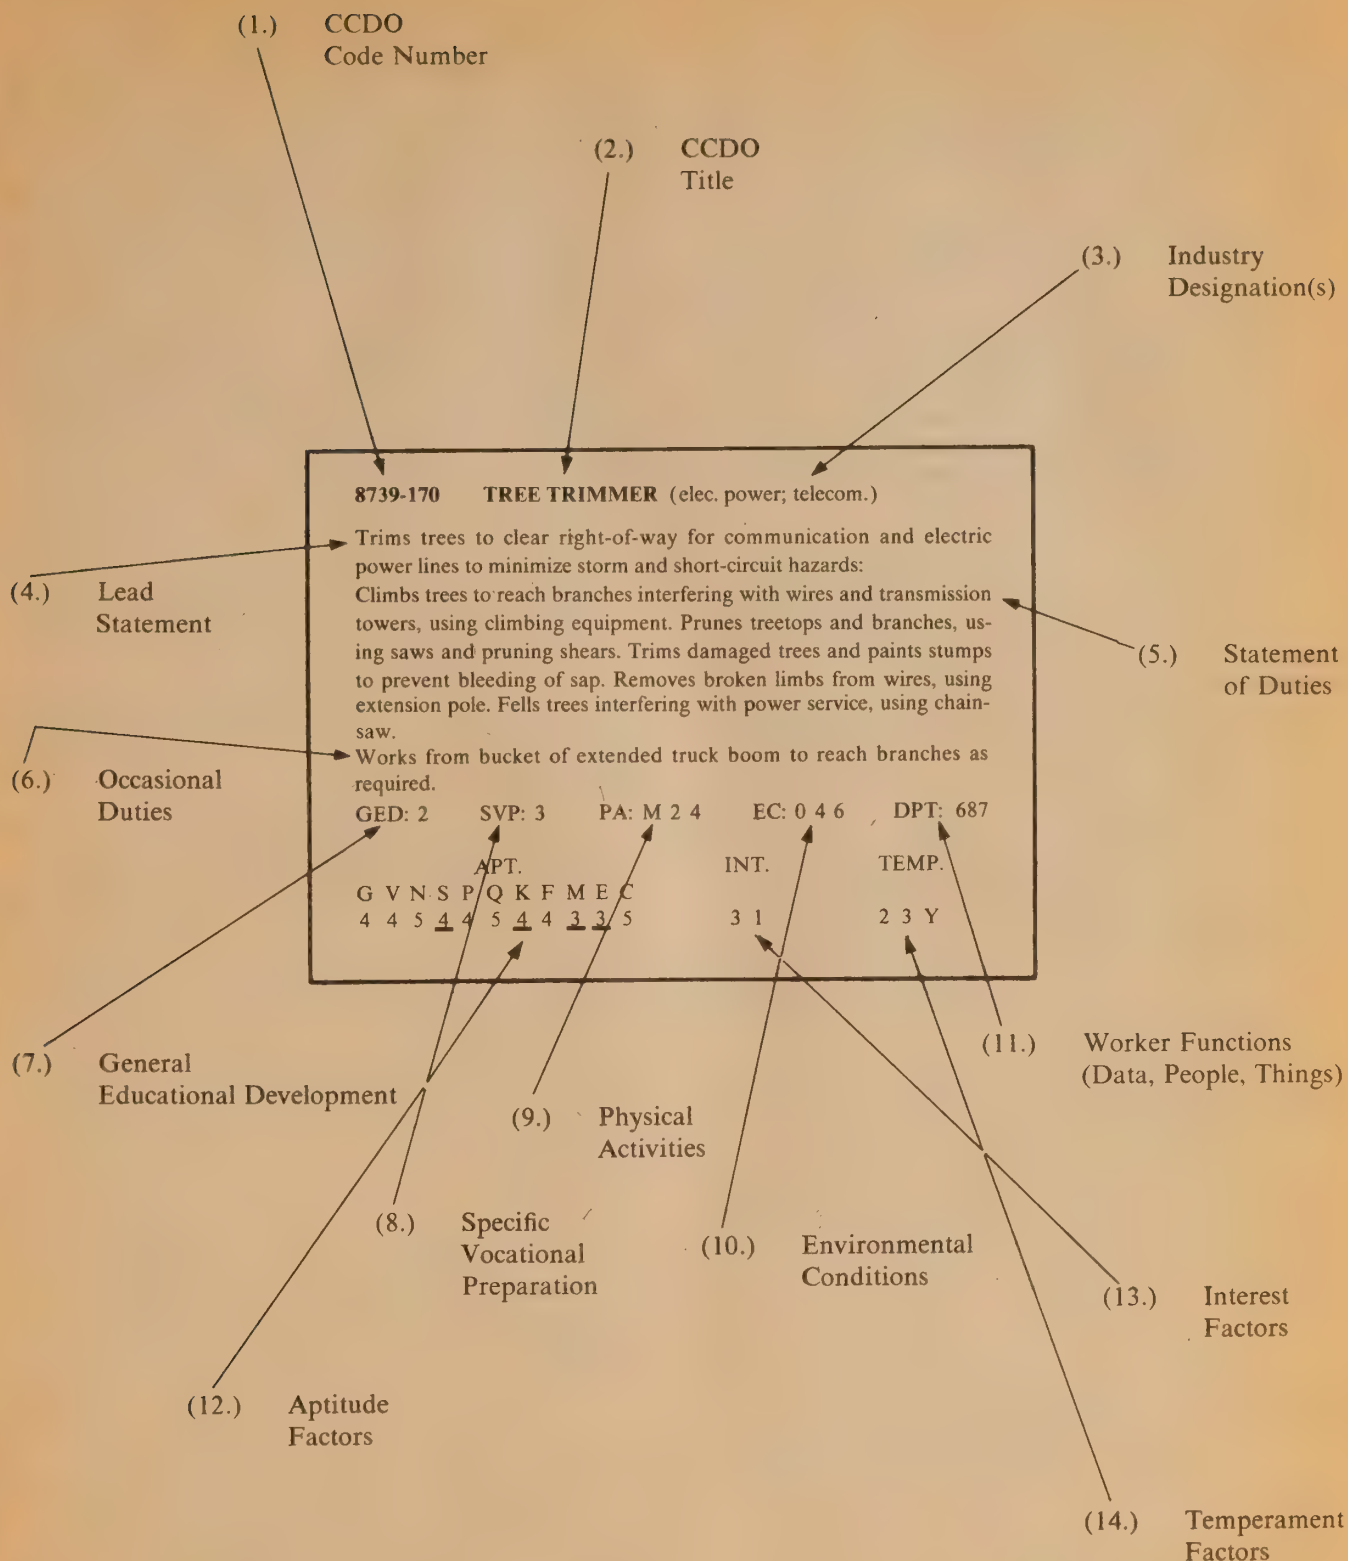 (1.) CCDO
Code Number
(2.) CCDO
Title
(3.) Industry
Designation(s)
8739-170 TREE TRIMMER (elec. power; telecom.)
Trims trees to clear right-of-way for communication and electric
power lines to minimize storm and short-circuit hazards:
Climbs trees to reach branches interfering with wires and transmission
towers, using climbing equipment. Prunes treetops and branches, us-
ing saws and pruning shears. Trims damaged trees and paints stumps
to prevent bleeding of sap. Removes broken limbs from wires, using
extension pole. Fells trees interfering with power service, using chain-
saw.
Works from bucket of extended truck boom to reach branches as
required.
GED: 2 SVP: 3 PA: M 2 4 EC: 0 4 6 DPT: 687
APT. INT. TEMP.
G V N S P Q K F M E C
4 4 5 4 4 5 4 4 3 3 5 3 1 2 3 Y
(4.) Lead
Statement
(5.) Statement
of Duties
(6.) Occasional
Duties
(7.) General
Educational Development
(11.) Worker Functions
(Data, People, Things)
(9.) Physical
Activities
(8.) Specific
Vocational
Preparation
(10.) Environmental
Conditions
(13.) Interest
Factors
(12.) Aptitude
Factors
(14.) Temperament
Factors